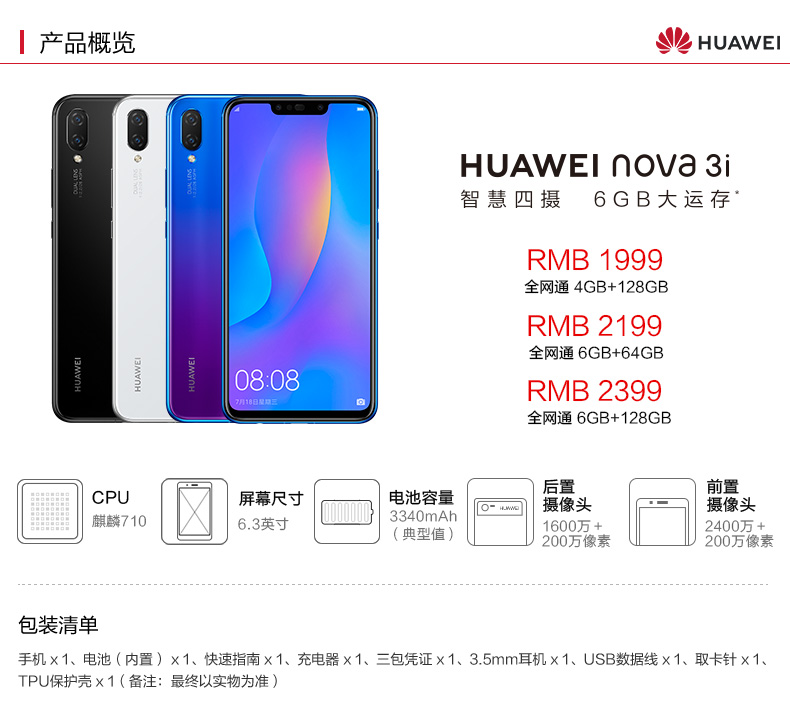 产品概览
HUAWEI
HUAWEI nova 3i
智慧四摄 6GB大运存*
RMB 1999
全网通 4GB+128GB
RMB 2199
全网通 6GB+64GB
RMB 2399
全网通 6GB+128GB
DUAL LENS
DUAL LENS
DUAL LENS
HUAWEI
HUAWEI
HUAWEI
08:08
7月18日星期三
CPU
麒麟710
屏幕尺寸
6.3英寸
电池容量
3340mAh
（典型值）
HUAWEI
后置
摄像头
1600万+
200万像素
前置
摄像头
2400万+
200万像素
包装清单
手机 x 1、电池（内置）x 1、快速指南 x 1、充电器 x 1、三包凭证 x 1、3.5mm耳机 x 1、USB数据线 x 1、取卡针 x 1、
TPU保护壳 x 1（备注：最终以实物为准）